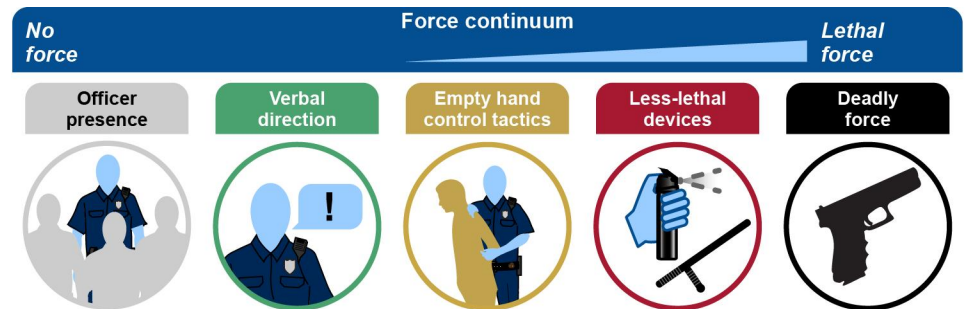 Force continuum
No
force
Lethal
force
Officer
presence
Verbal
direction
Empty hand
control tactics
Less-lethal
devices
Deadly
force
!